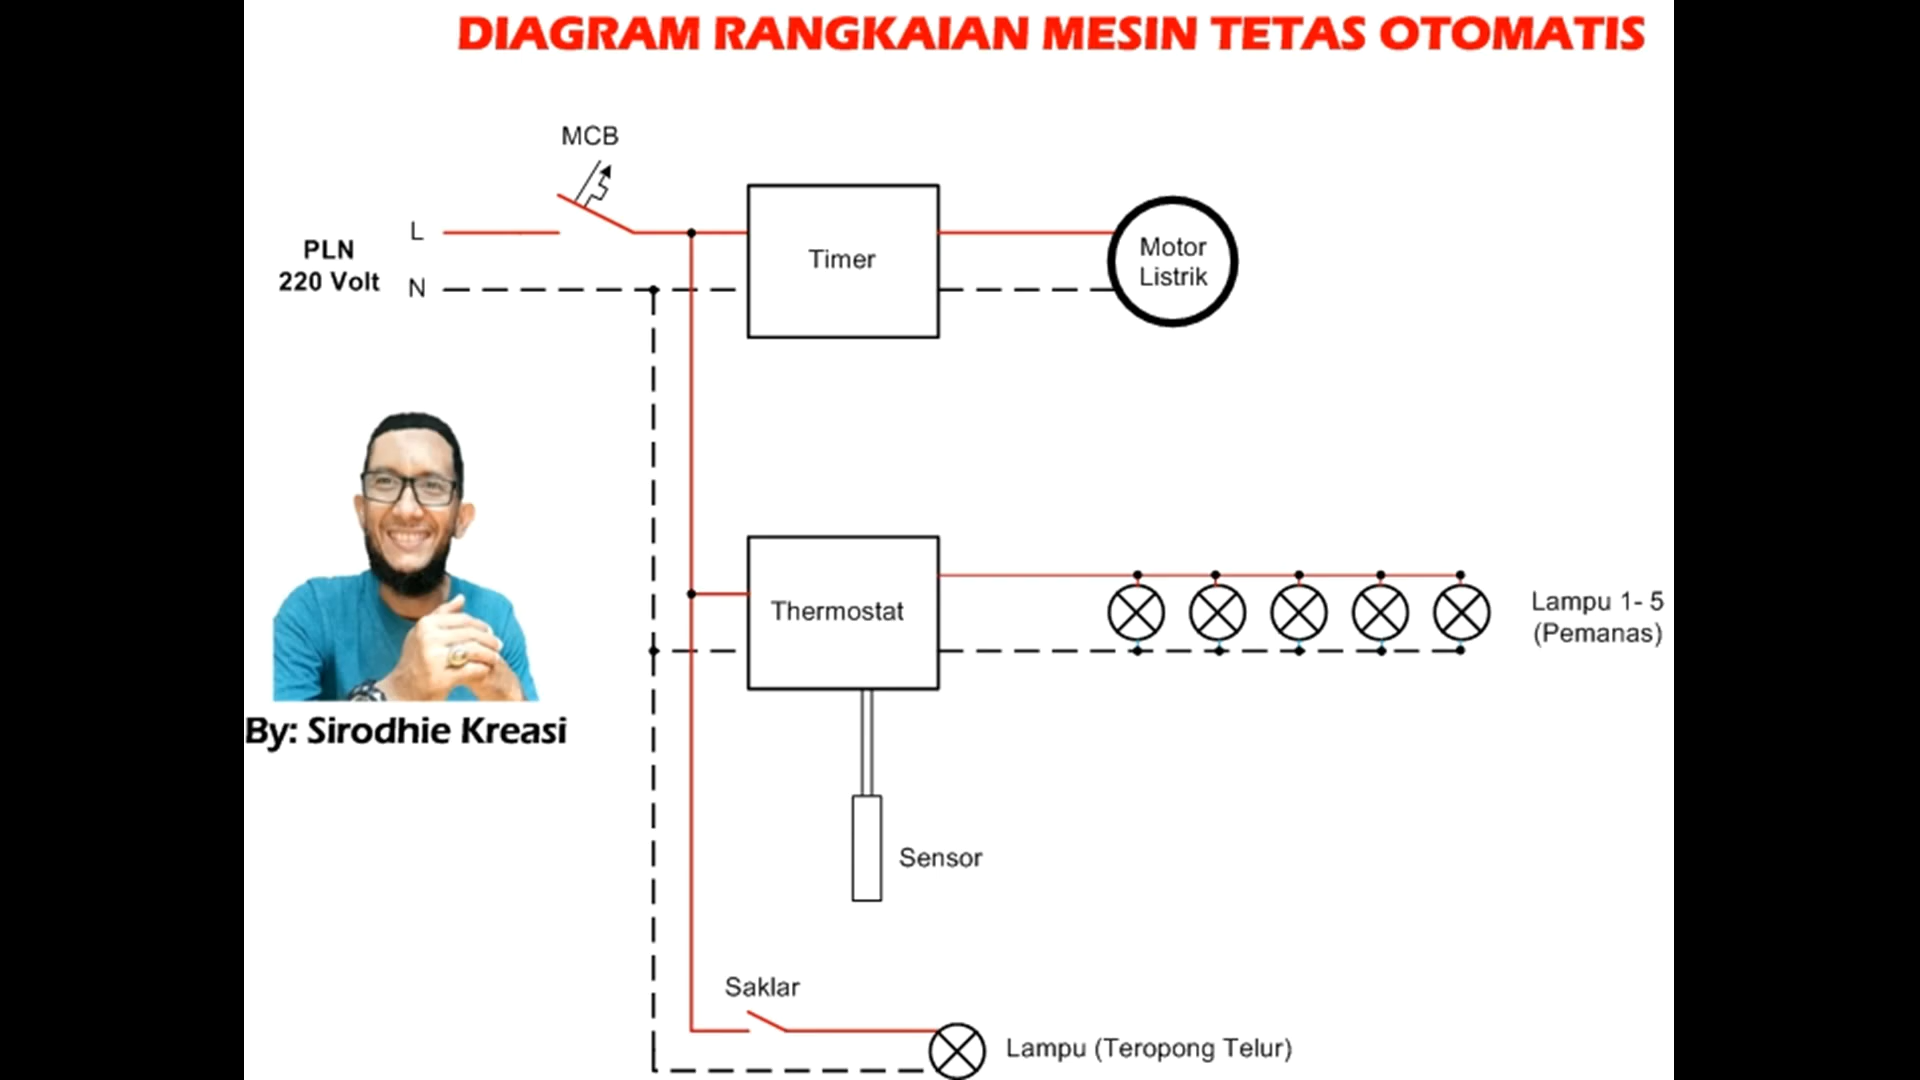 DIAGRAM RANGKAIAN MESIN TETAS OTOMATIS
MCB
L
PLN
220 Volt
N
Timer
Motor
Listrik
Thermostat
Lampu 1- 5
(Pemanas)
By: Sirodhie Kreasi
Sensor
Saklar
Lampu (Teropong Telur)